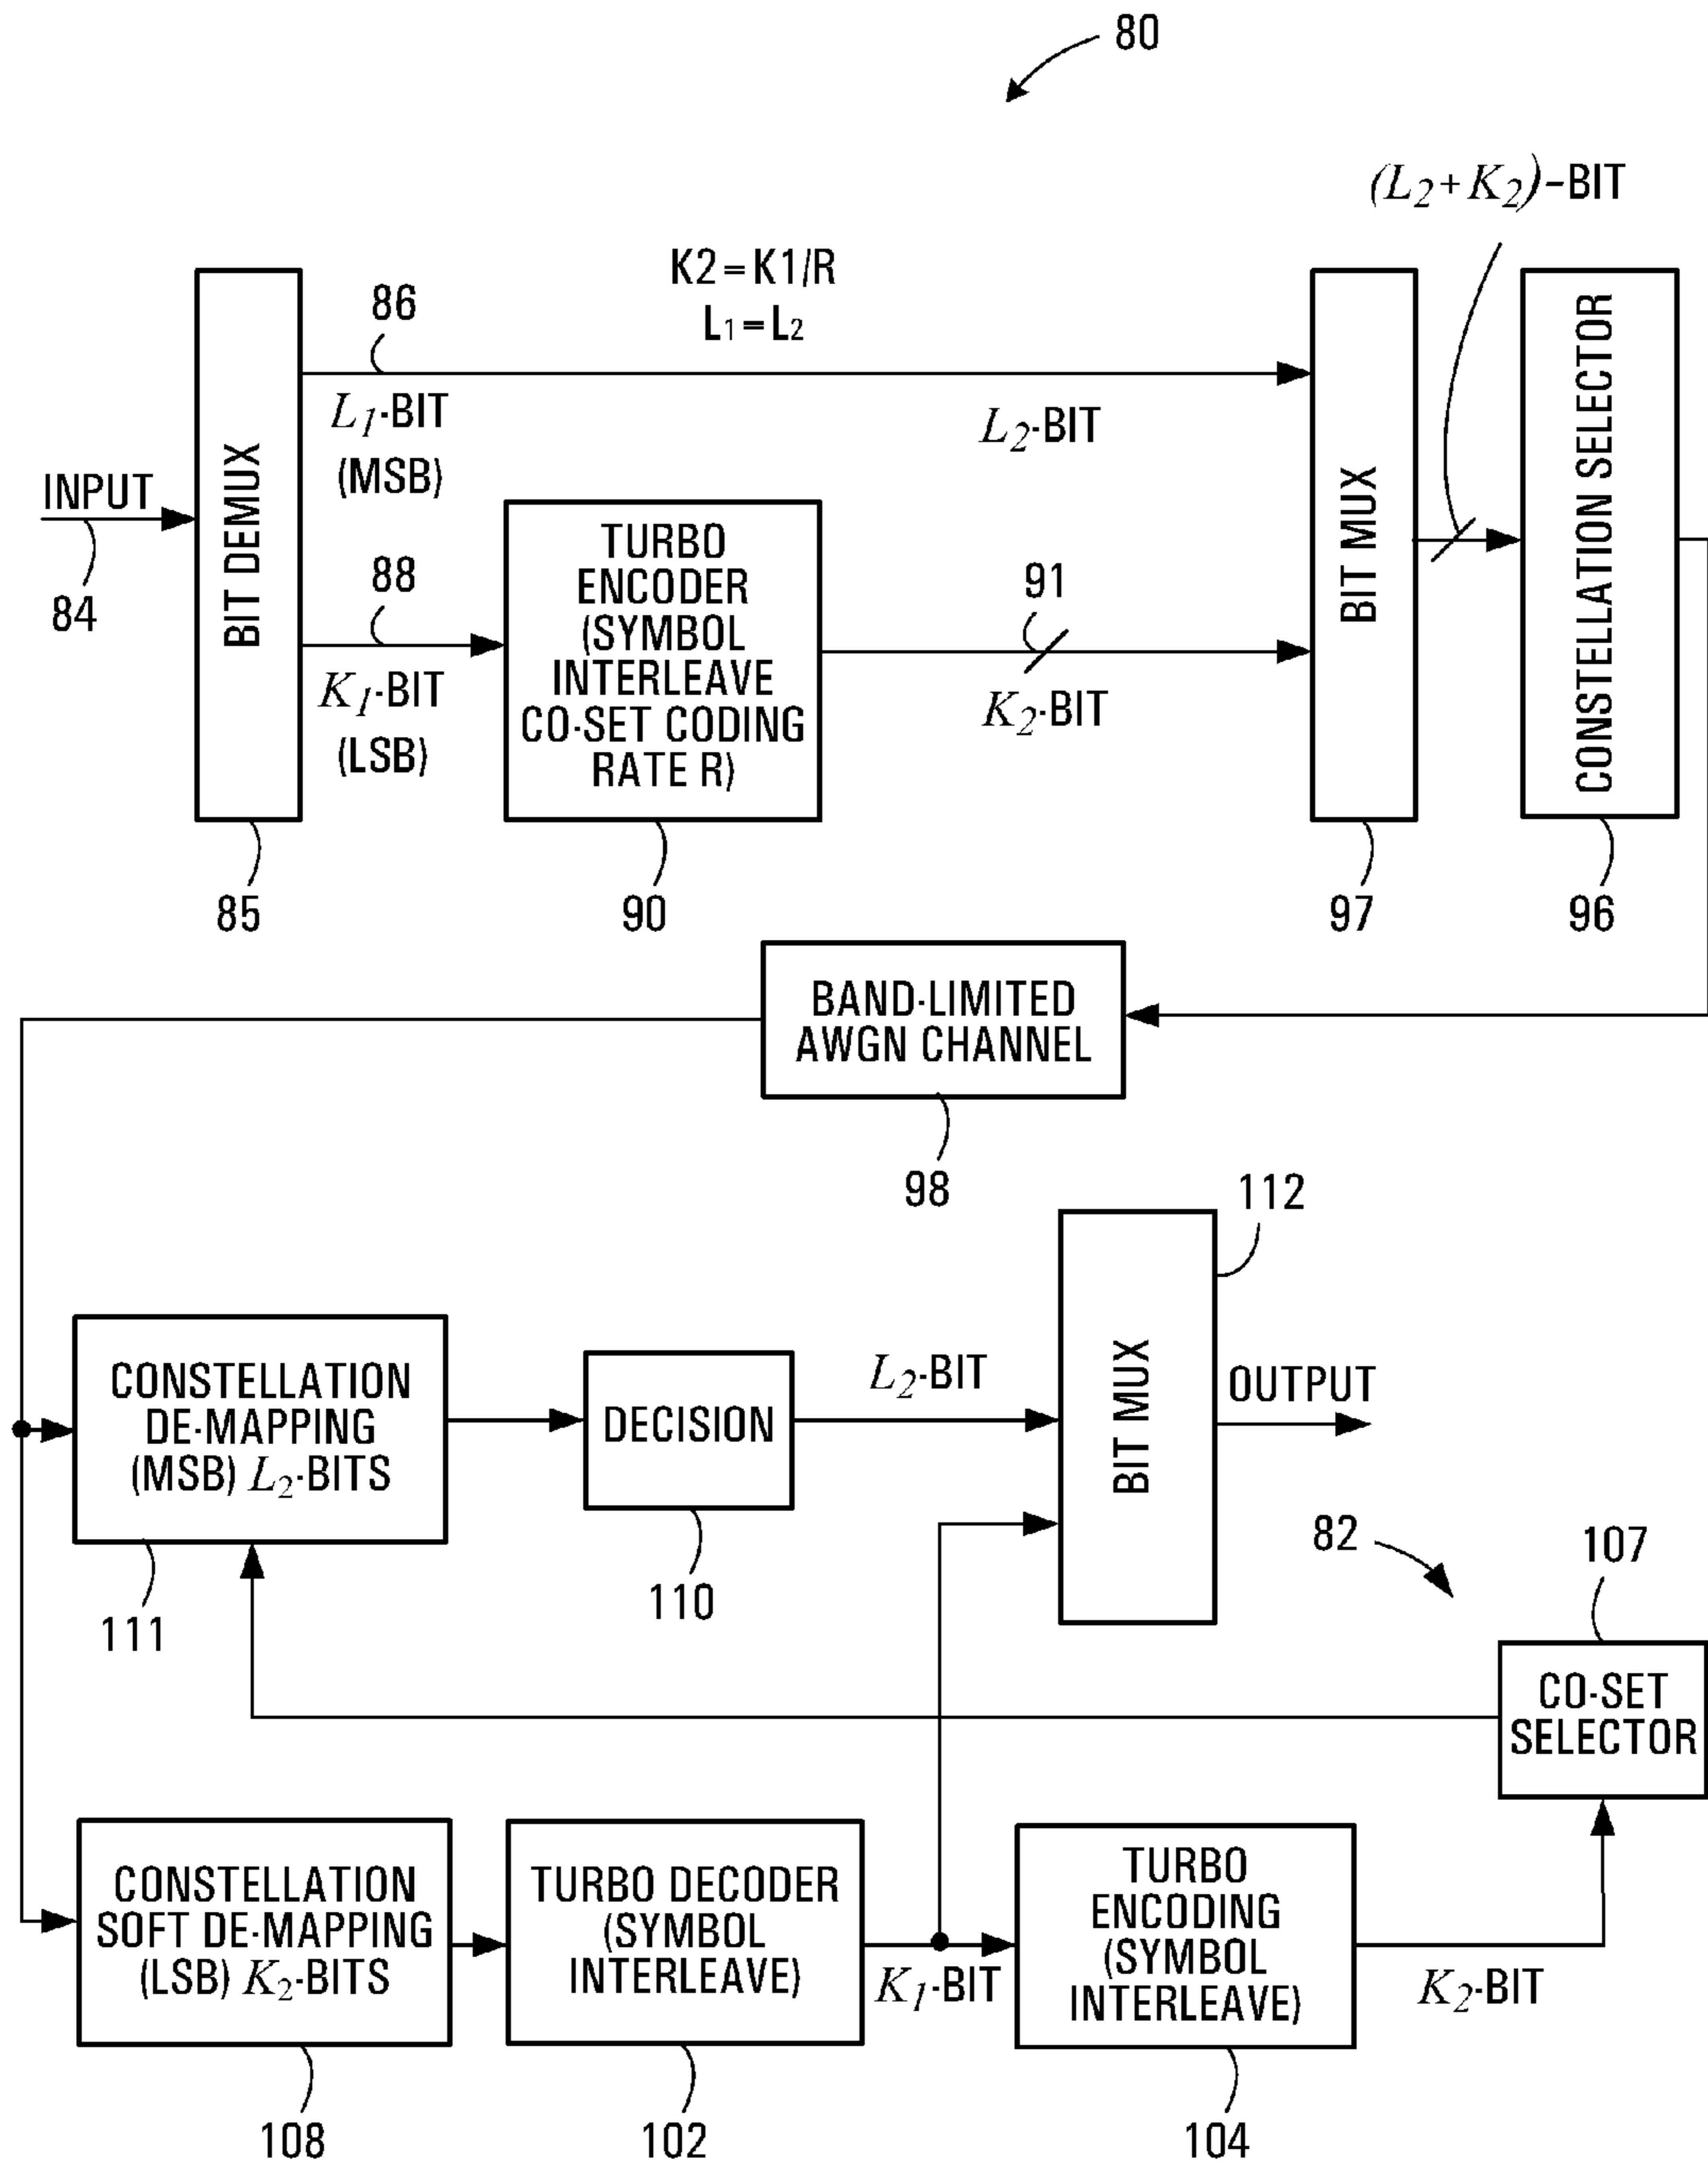 80
(L2+K2)-BIT
K2=K1/R
L1=L2
86
L1-BIT
(MSB)
L2-BIT
INPUT
84
BIT DEMUX
88
K1-BIT
(LSB)
TURBO
ENCODER
(SYMBOL
INTERLEAVE
CO-SET CODING
RATE R)
91
K2-BIT
BIT MUX
CONSTELLATION SELECTOR
85
90
97
96
BAND-LIMITED
AWGN CHANNEL
98
112
CONSTELLATION
DE-MAPPING
(MSB) L2-BITS
DECISION
L2-BIT
BIT MUX
OUTPUT
111
110
82
107
CO-SET
SELECTOR
CONSTELLATION
SOFT DE-MAPPING
(LSB) K2-BITS
TURBO DECODER
(SYMBOL
INTERLEAVE)
K1-BIT
TURBO
ENCODING
(SYMBOL
INTERLEAVE)
K2-BIT
108
102
104